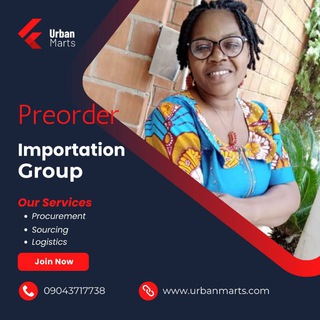 Urban
Marts
Preorder
Importation
Group
Our Services
Procurement
Sourcing
Logistics
Join Now
09043717738
www.urbanmarts.com